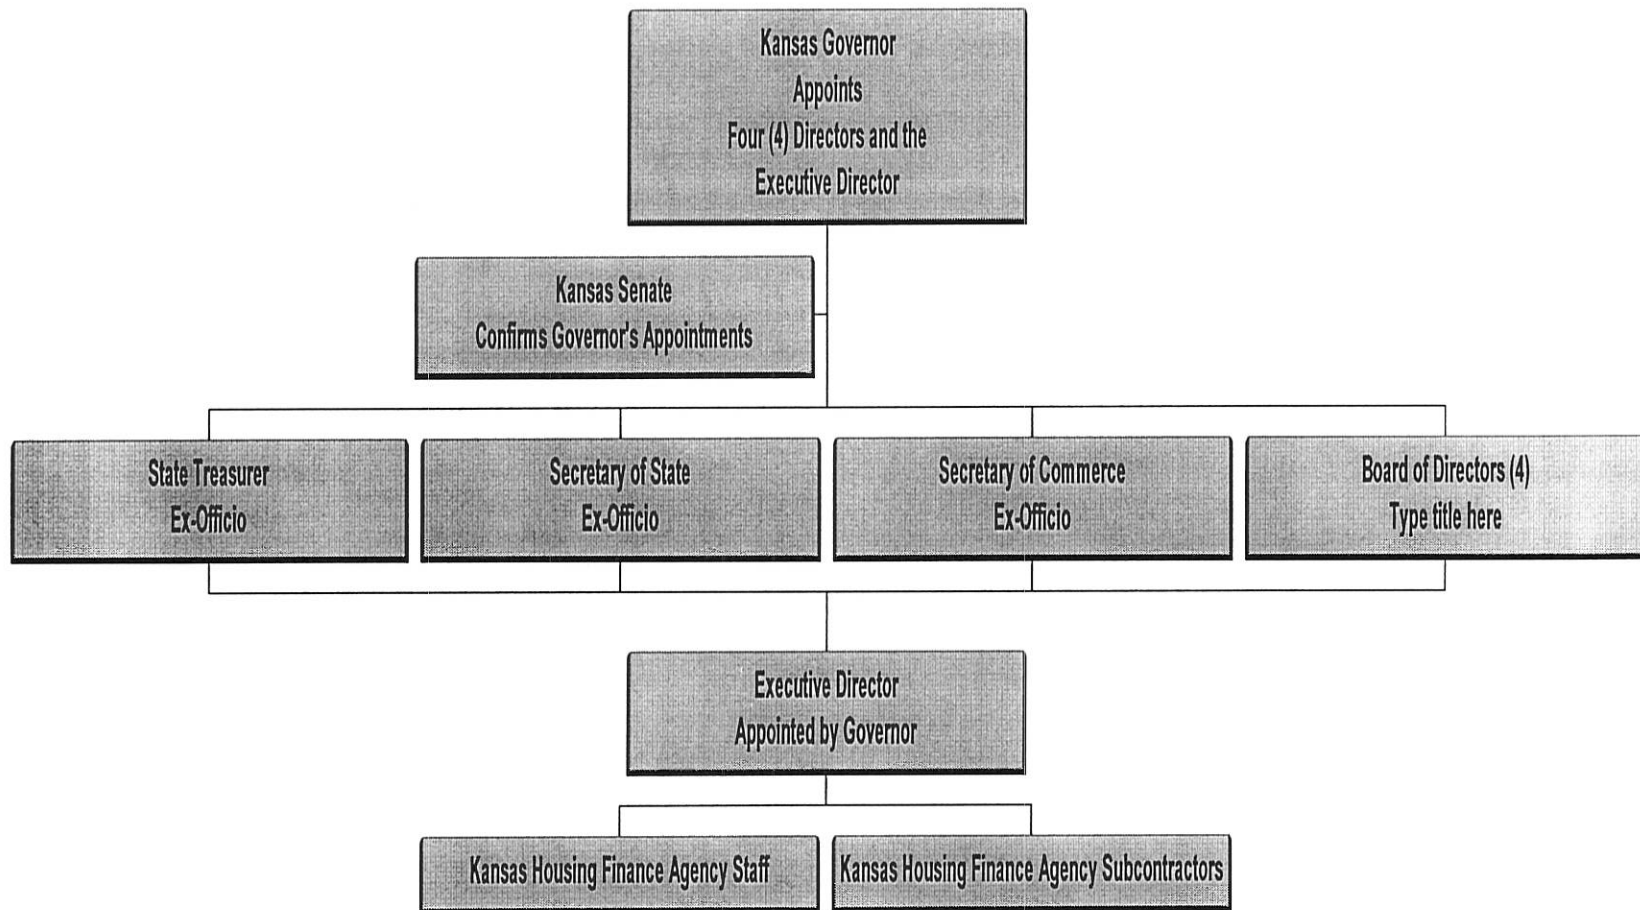 Kansas Governor
Appoints
Four (4) Directors and the
Executive Director
Kansas Senate
Confirms Governor's Appointments
State Treasurer
Ex-Officio
Secretary of State
Ex-Officio
Secretary of Commerce
Ex-Officio
Board of Directors (4)
Type title here
Executive Director
Appointed by Governor
Kansas Housing Finance Agency Staff
Kansas Housing Finance Agency Subcontractors